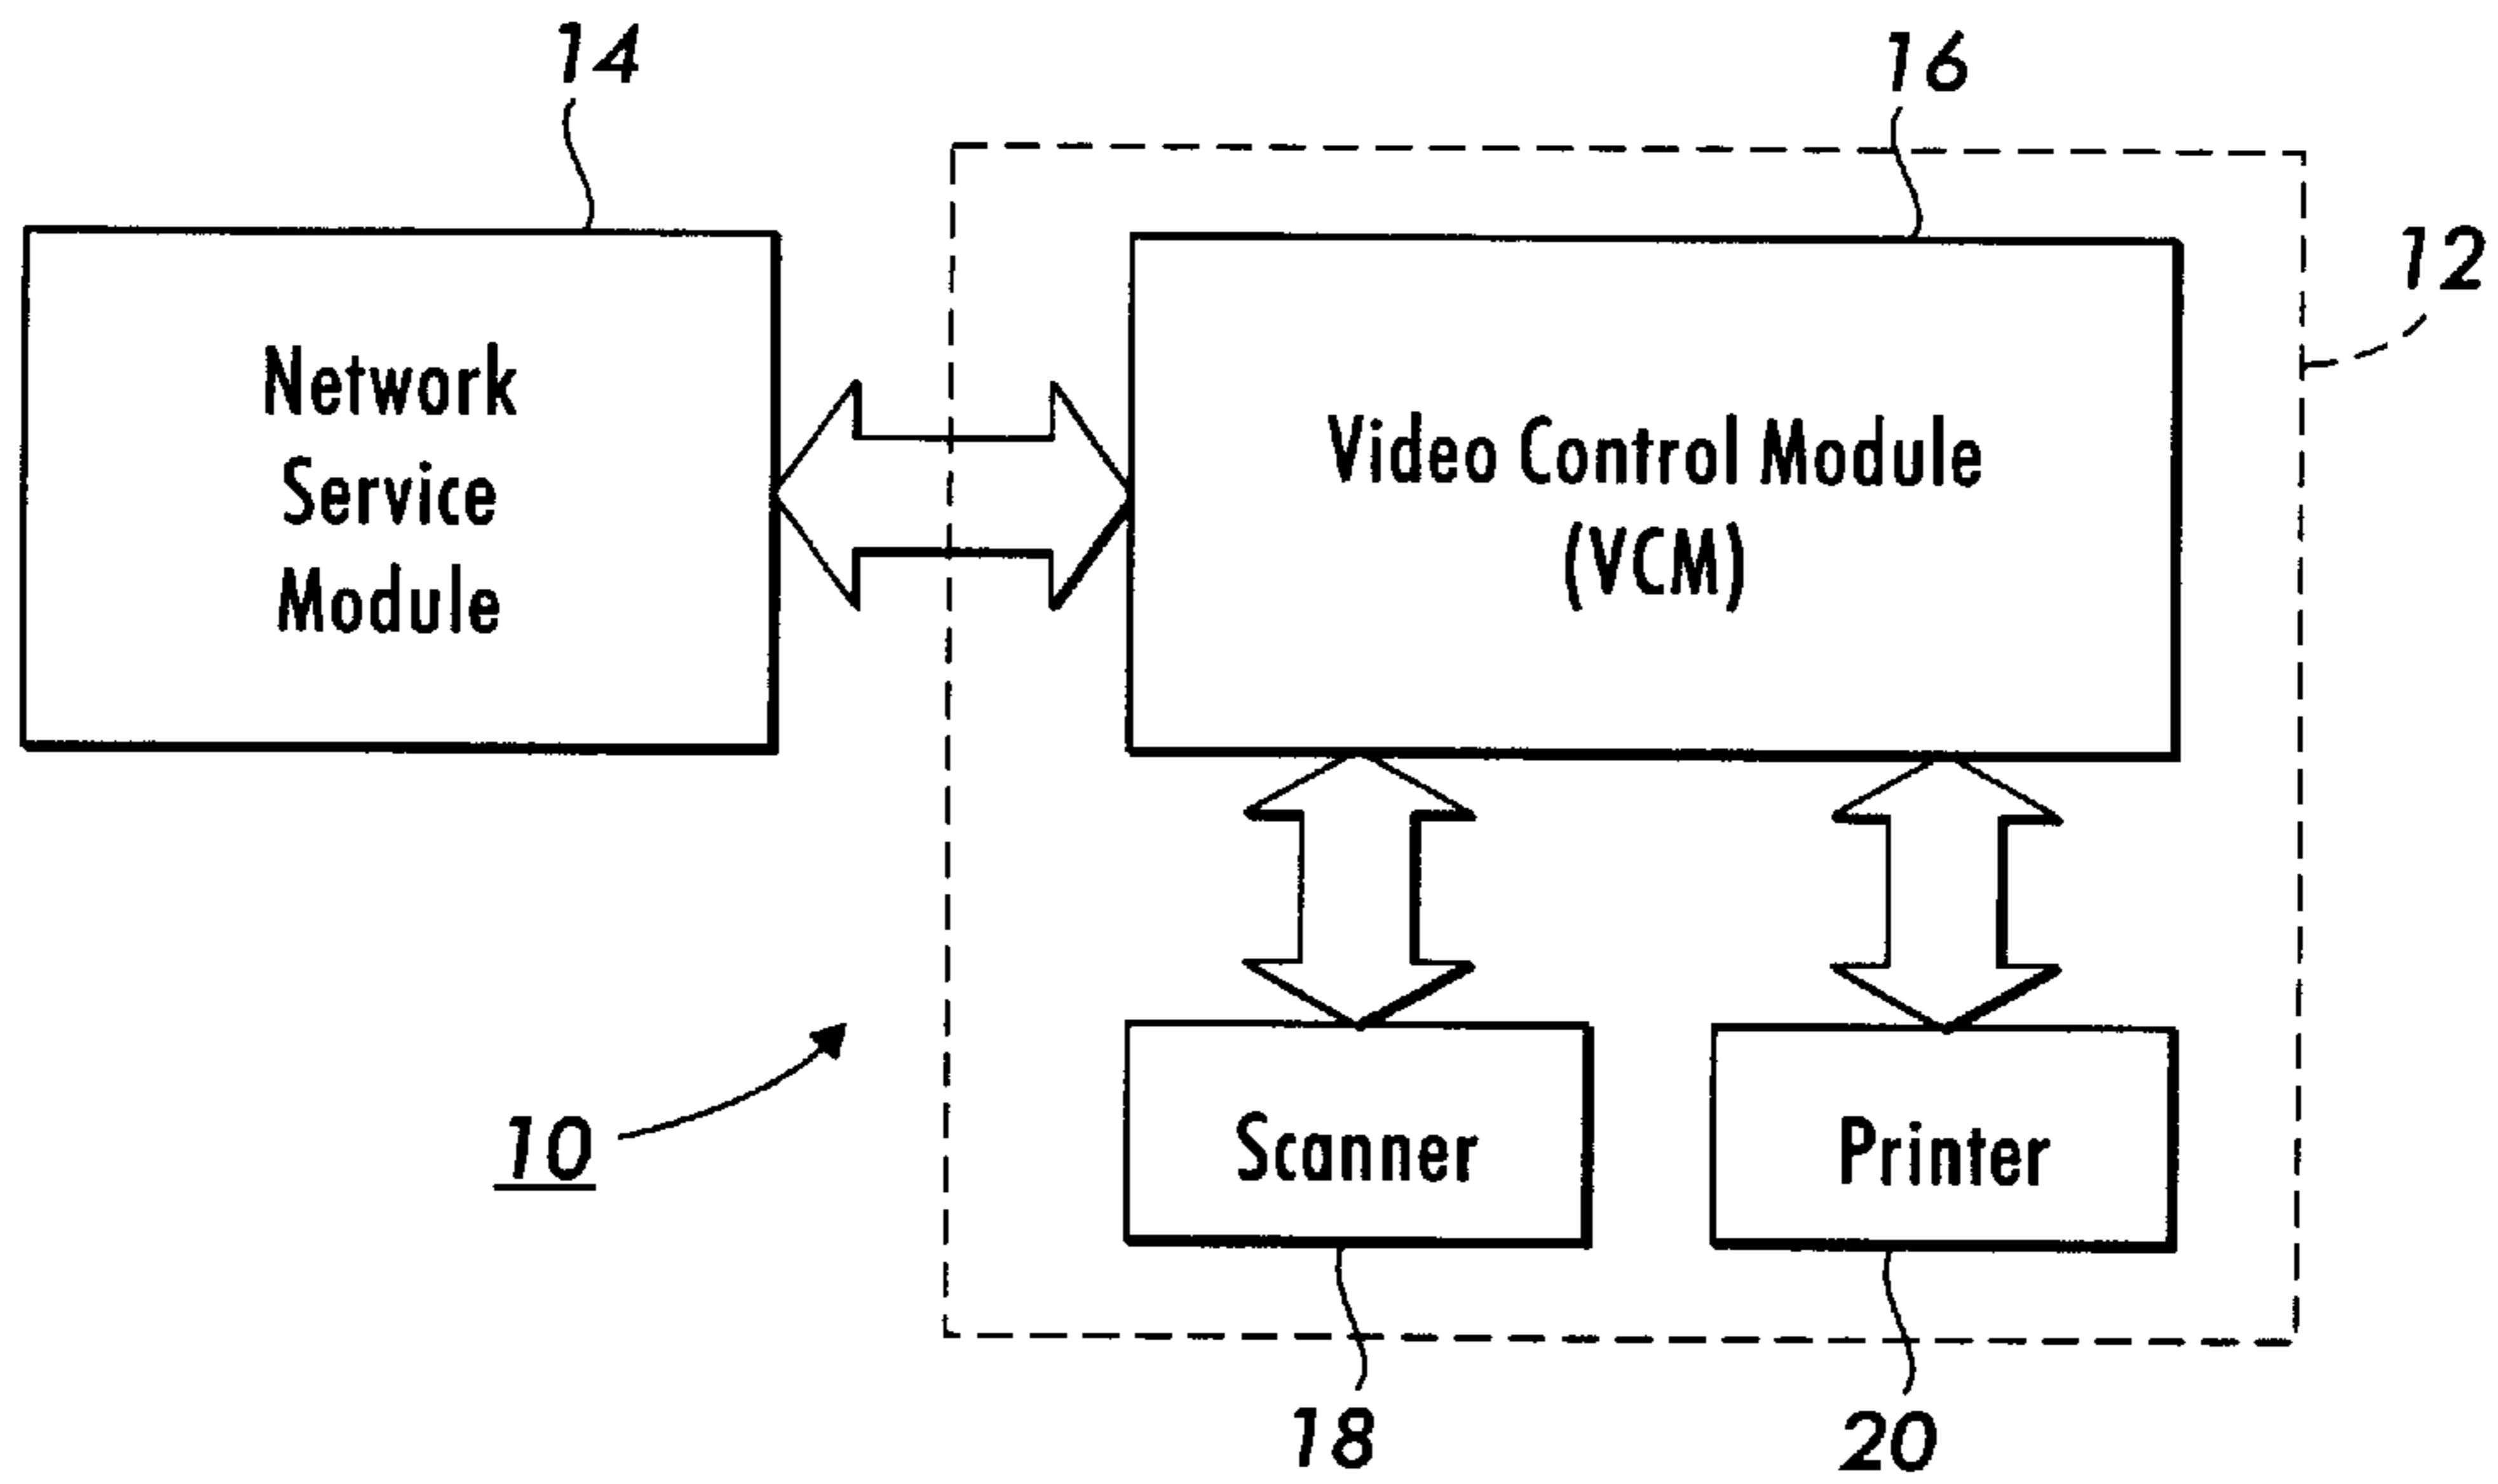 14
16
12
Network
Service
Module
Video Control Module
(VCM)
10
Scanner
Printer
18
20